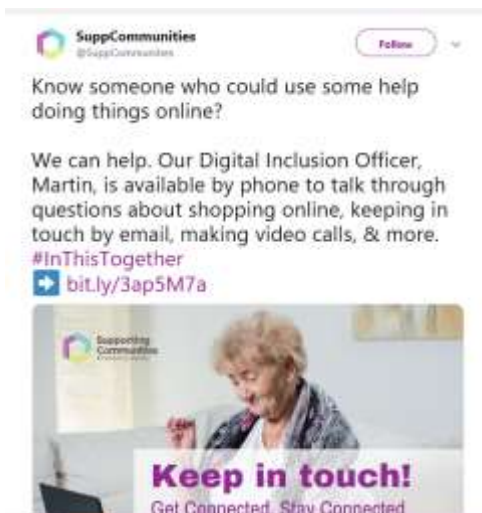 SuppCommunities
@SuppCommunities
Follow
Know someone who could use some help
doing things online?
We can help. Our Digital Inclusion Officer,
Martin, is available by phone to talk through
questions about shopping online, keeping in
touch by email, making video calls, & more.
#InThisTogether
bit.ly/3ap5M7a
Supporting
Communities
Keep in touch!
Get Connected. Stay Connected